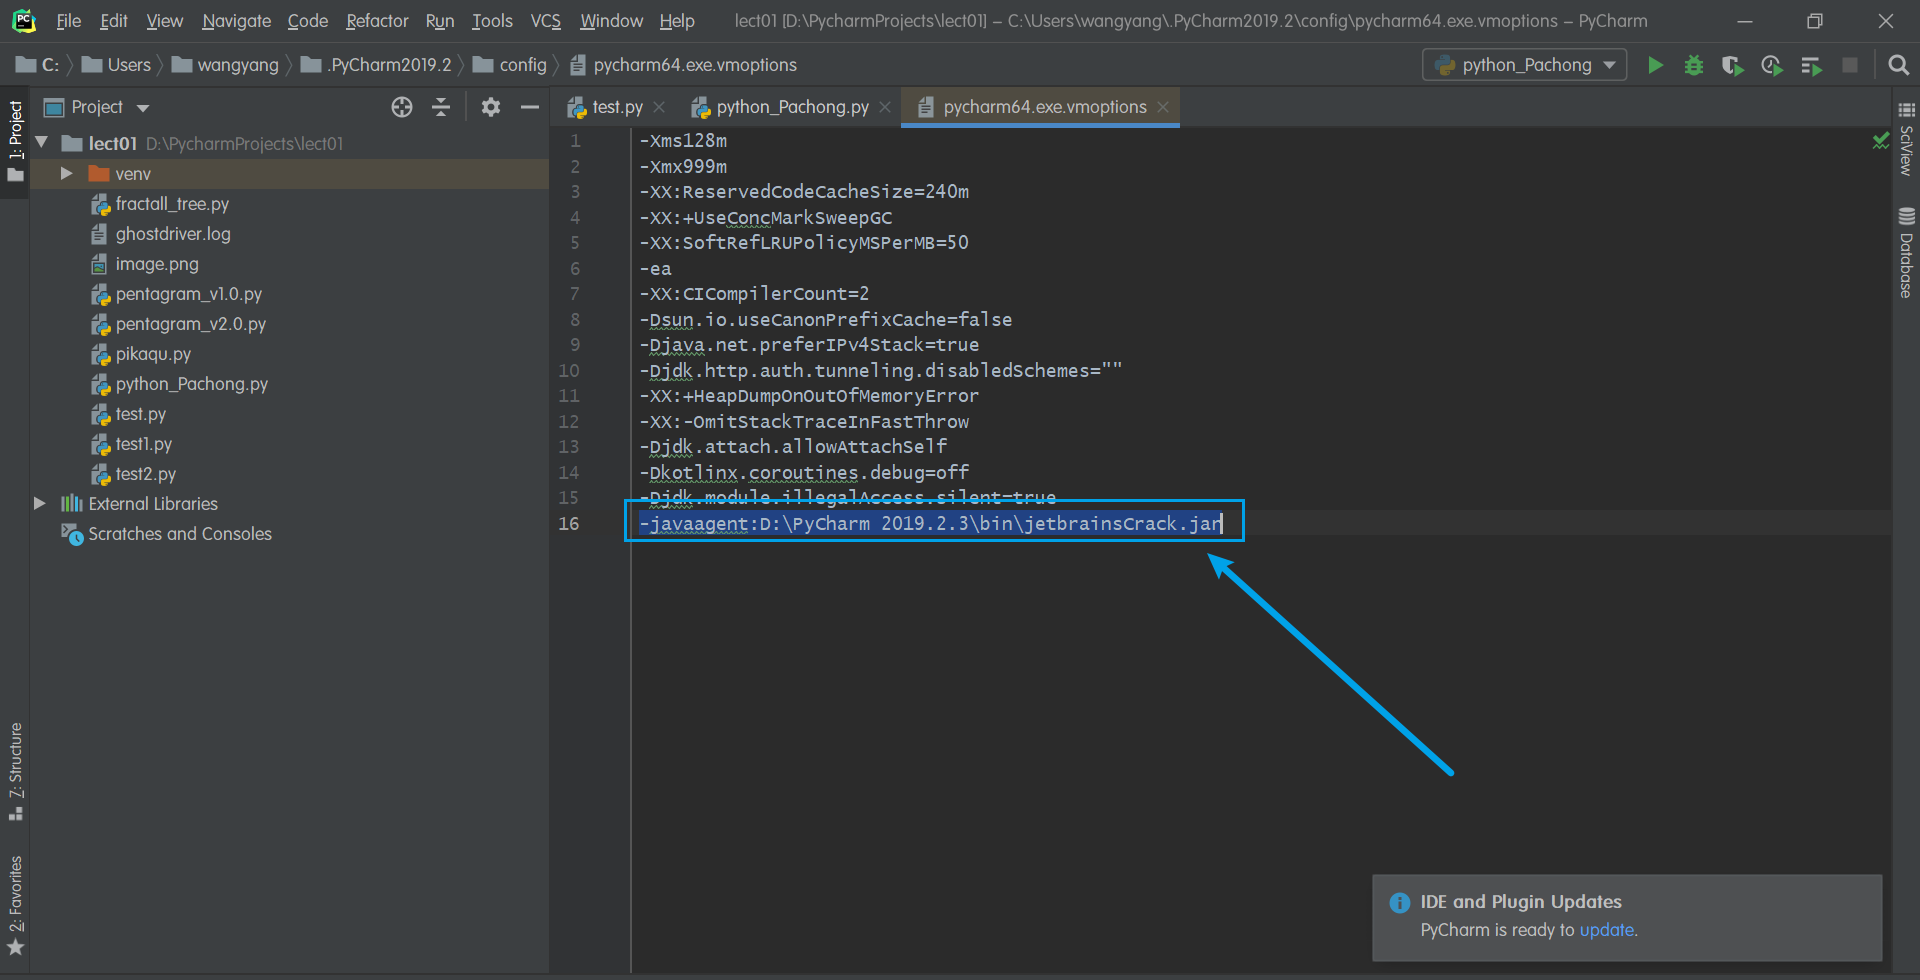 PC File Edit View Navigate Code Refactor Run Tools VCS Window Help lect01 [D:\PycharmProjects\lect01] – C:\Users\wangyang\.PyCharm2019.2\config\pycharm64.exe.vmoptions – PyCharm
C: Users wangyang .PyCharm2019.2 config pycharm64.exe.vmoptions python_Pachong
1: Project
Project
lect01 D:\PycharmProjects\lect01
venv
fractall_tree.py
ghostdriver.log
image.png
pentagram_v1.0.py
pentagram_v2.0.py
pikaqu.py
python_Pachong.py
test.py
test1.py
test2.py
External Libraries
Scratches and Consoles
7: Structure
2: Favorites
test.py python_Pachong.py pycharm64.exe.vmoptions
1 -Xms128m
2 -Xmx999m
3 -XX:ReservedCodeCacheSize=240m
4 -XX:+UseConcMarkSweepGC
5 -XX:SoftRefLRUPolicyMSPerMB=50
6 -ea
7 -XX:CICompilerCount=2
8 -Dsun.io.useCanonPrefixCache=false
9 -Djava.net.preferIPv4Stack=true
10 -Djdk.http.auth.tunneling.disabledSchemes=""
11 -XX:+HeapDumpOnOutOfMemoryError
12 -XX:-OmitStackTraceInFastThrow
13 -Djdk.attach.allowAttachSelf
14 -Dkotlinx.coroutines.debug=off
15 -Djdk.module.illegalAccess.silent=true
16 -javaagent:D:\PyCharm 2019.2.3\bin\jetbrainsCrack.jar
SciView
Database
IDE and Plugin Updates
PyCharm is ready to update.